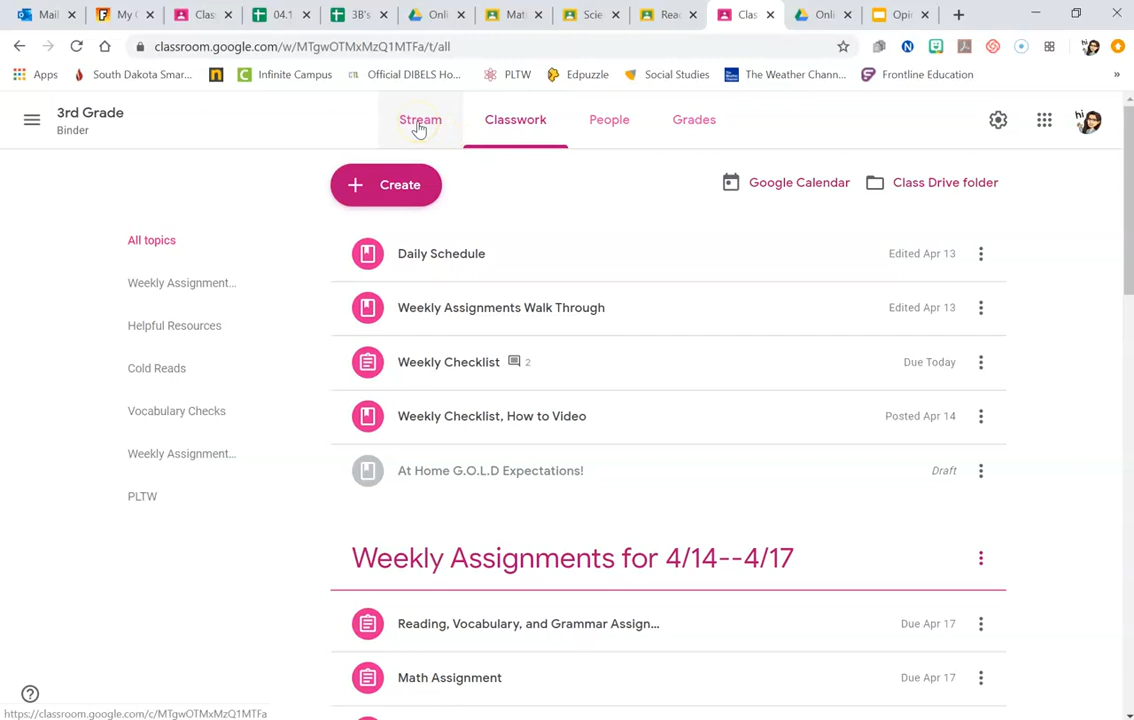 Mail
My C
Clas
04.1
3B's
Onli
Mat
Scie
Rea
Clas
Onli
Opi
classroom.google.com/w/MTgwOTMxMzQ1MTFa/t/all
Apps
South Dakota Smar...
Infinite Campus
Official DIBELS Ho...
PLTW
Edpuzzle
Social Studies
The Weather Chann...
Frontline Education
»
3rd Grade
Binder
Stream
Classwork
People
Grades
hi
+ Create
Google Calendar
Class Drive folder
All topics
Weekly Assignment...
Helpful Resources
Cold Reads
Vocabulary Checks
Weekly Assignment...
PLTW
Daily Schedule
Edited Apr 13
Weekly Assignments Walk Through
Edited Apr 13
Weekly Checklist 2
Due Today
Weekly Checklist, How to Video
Posted Apr 14
At Home G.O.L.D Expectations!
Draft
Weekly Assignments for 4/14--4/17
Reading, Vocabulary, and Grammar Assign...
Due Apr 17
Math Assignment
Due Apr 17
https://classroom.google.com/c/MTgwOTMxMzQ1MTFa